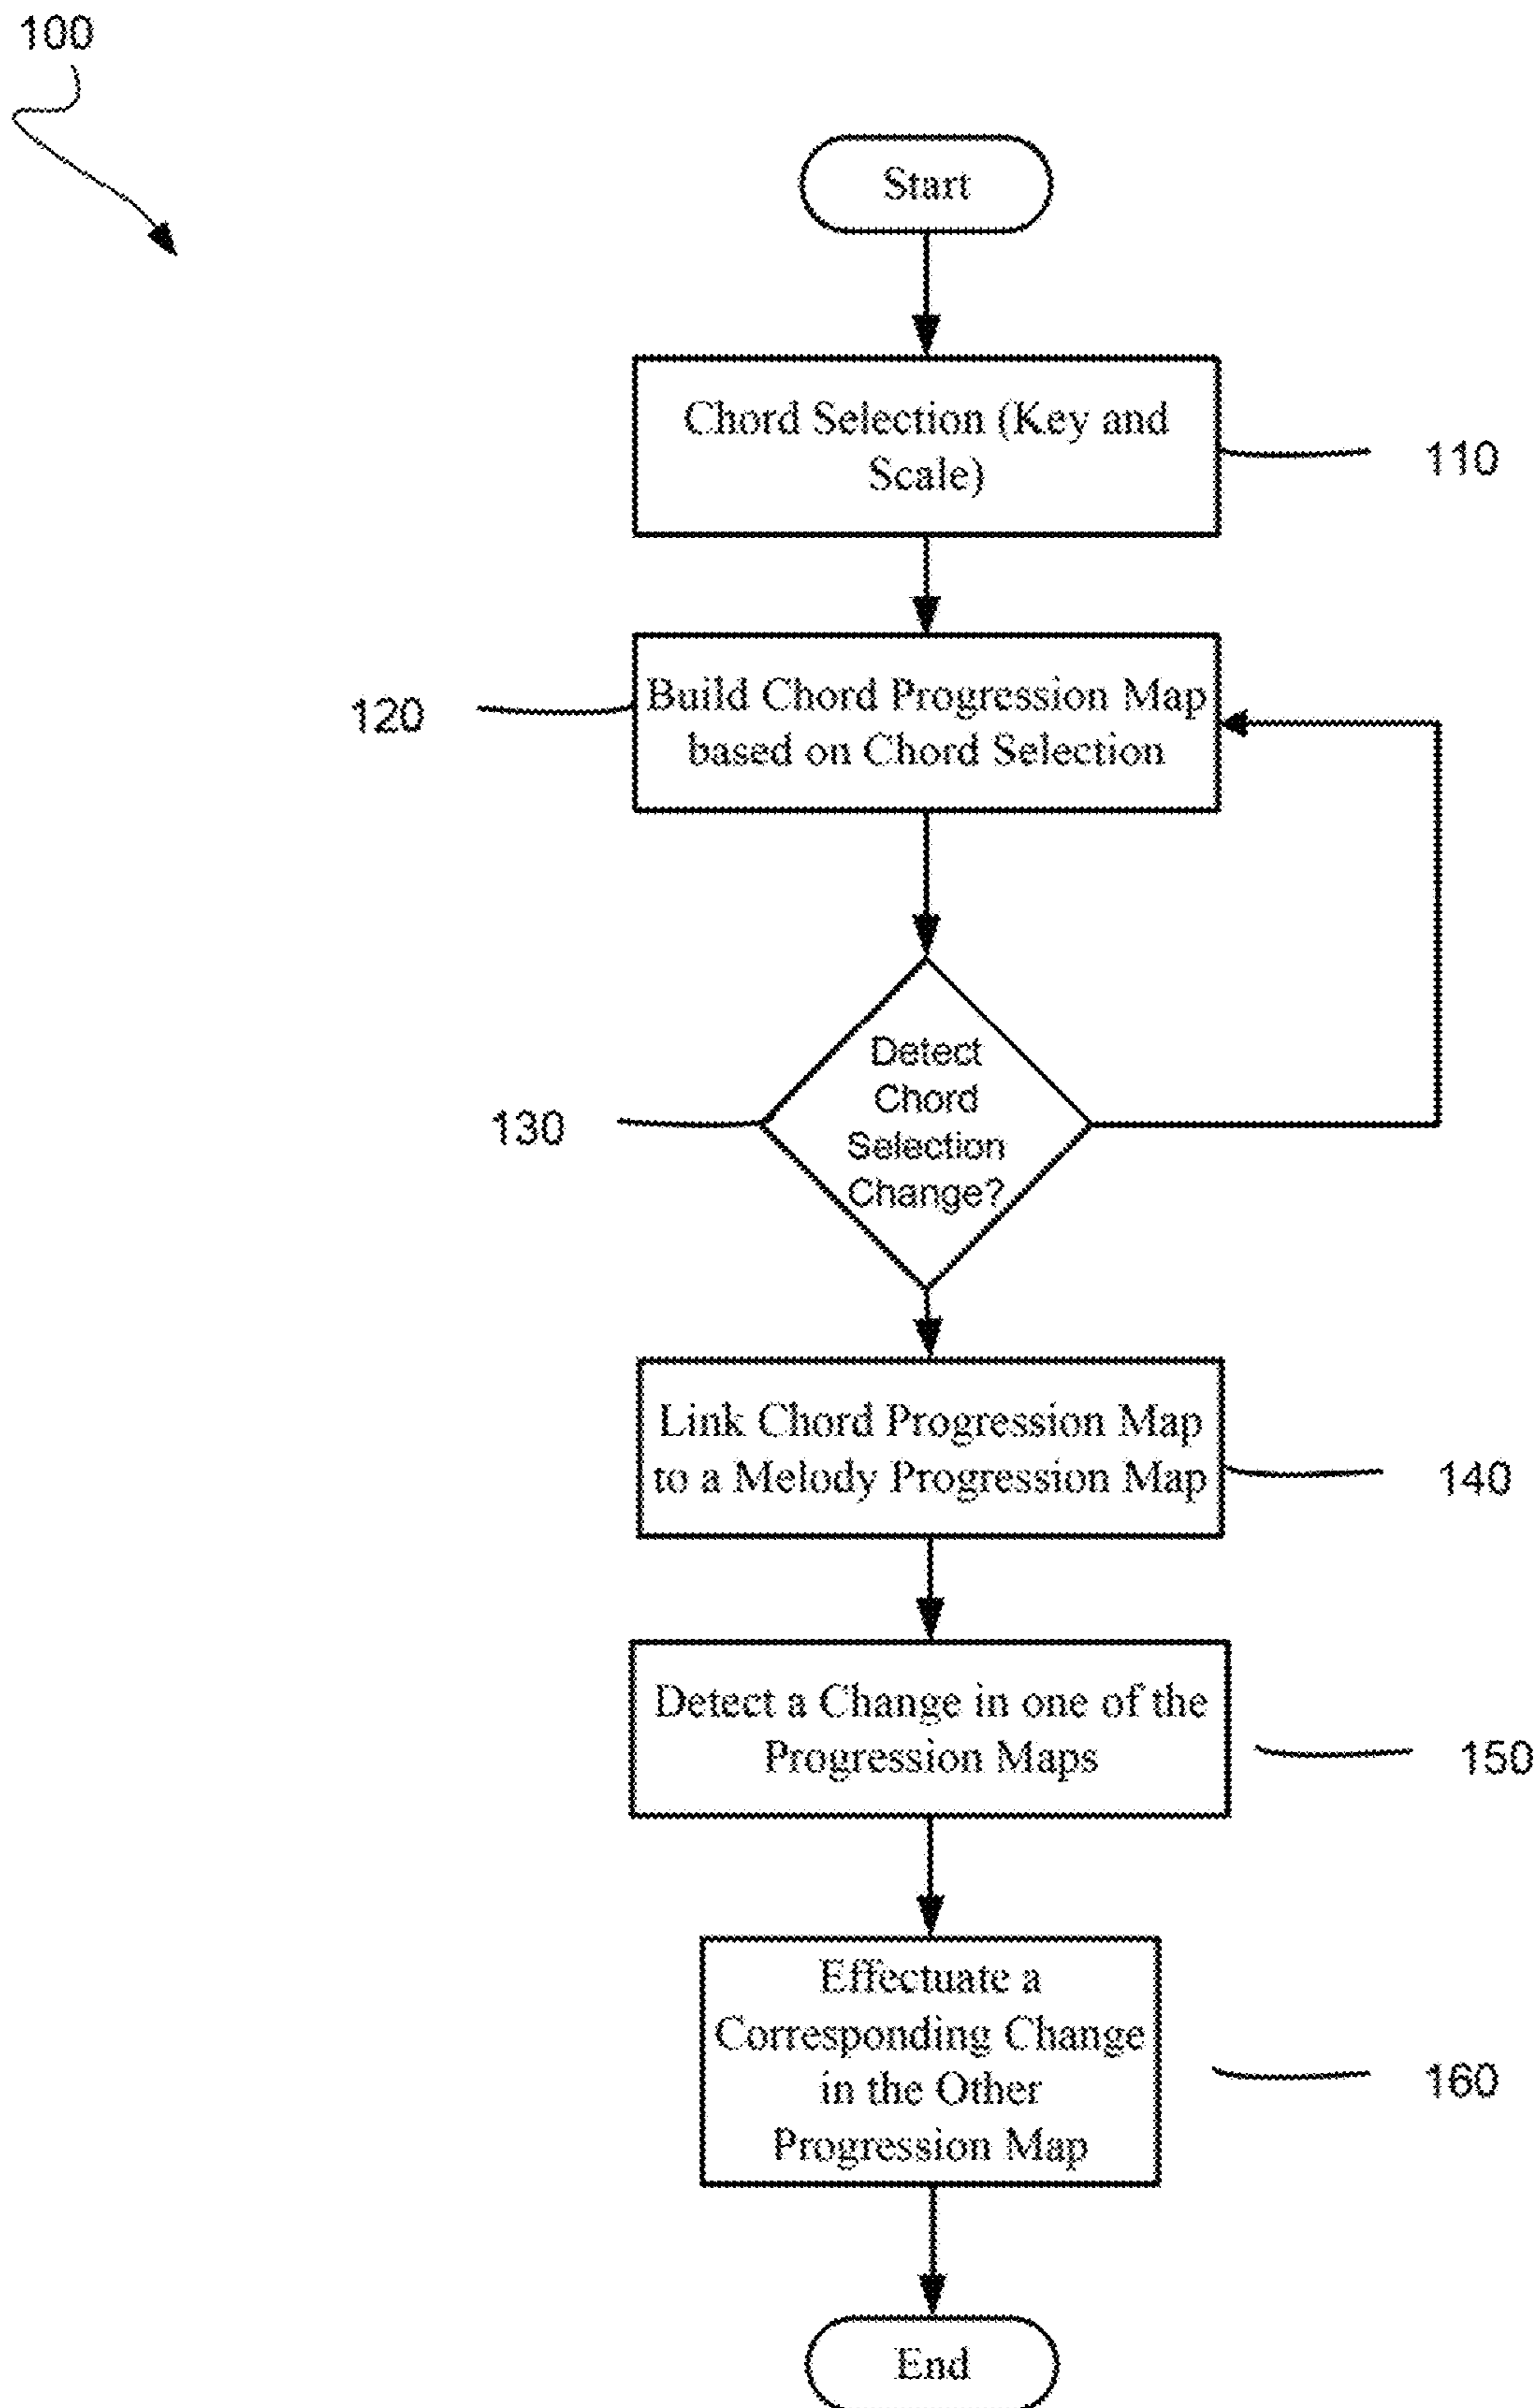 100
Start
Chord Selection (Key and
Scale)
110
Build Chord Progression Map
based on Chord Selection
120
Detect
Chord
Selection
Change?
130
Link Chord Progression Map
to a Melody Progression Map
140
Detect a Change in one of the
Progression Maps
150
Effectuate a
Corresponding Change
in the Other
Progression Map
160
End